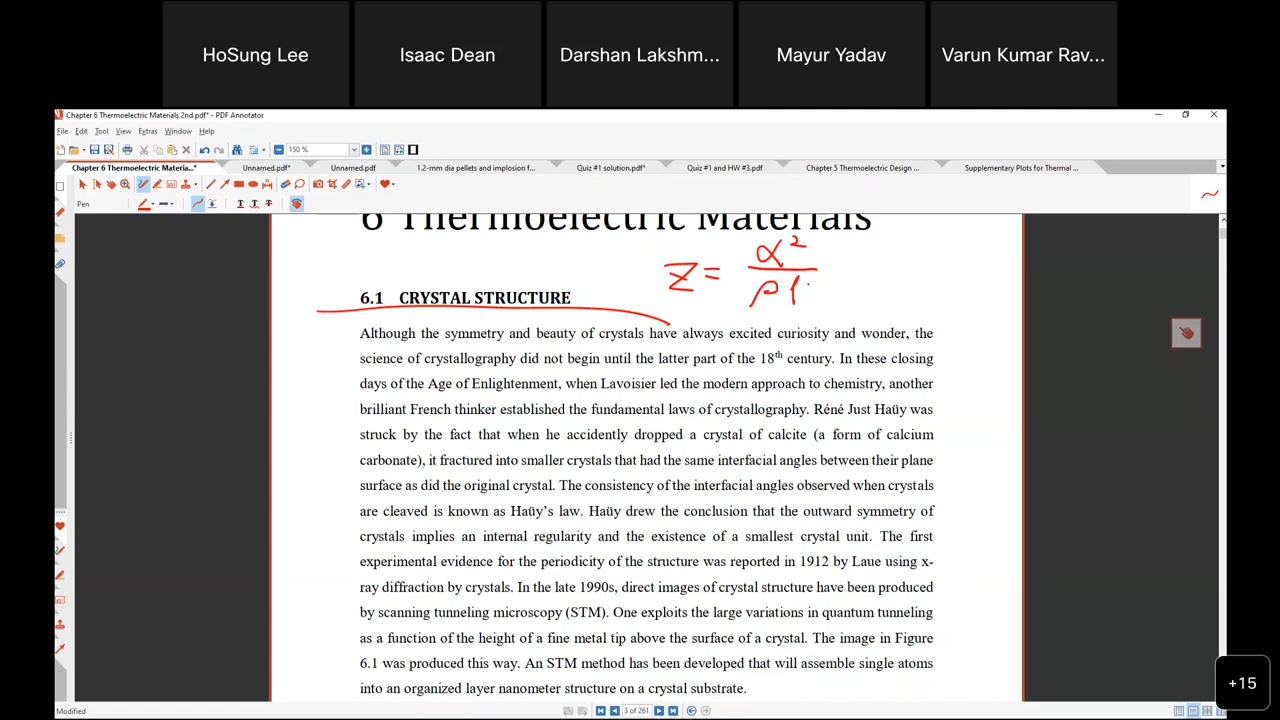 HoSung Lee
Isaac Dean
Darshan Lakshm...
Mayur Yadav
Varun Kumar Rav...
Chapter 6 Thermoelectric Materials 2nd.pdf* - PDF Annotator
File Edit Tool View Extras Window Help
150 %
Chapter 6 Thermoelectric Materia...*
Unnamed.pdf*
Unnamed.pdf
1.2-mm dia pellets and implosion f...
Quiz #1 solution.pdf*
Quiz #1 and HW #3.pdf
Chapter 5 Thermoelectric Design ...
Supplementary Plots for Thermal ...
Pen
6 Thermoelectric Materials
Z = α²
ρ
6.1 CRYSTAL STRUCTURE
Although the symmetry and beauty of crystals have always excited curiosity and wonder, the
science of crystallography did not begin until the latter part of the 18th century. In these closing
days of the Age of Enlightenment, when Lavoisier led the modern approach to chemistry, another
brilliant French thinker established the fundamental laws of crystallography. Réné Just Haüy was
struck by the fact that when he accidently dropped a crystal of calcite (a form of calcium
carbonate), it fractured into smaller crystals that had the same interfacial angles between their plane
surface as did the original crystal. The consistency of the interfacial angles observed when crystals
are cleaved is known as Haüy's law. Haüy drew the conclusion that the outward symmetry of
crystals implies an internal regularity and the existence of a smallest crystal unit. The first
experimental evidence for the periodicity of the structure was reported in 1912 by Laue using x-
ray diffraction by crystals. In the late 1990s, direct images of crystal structure have been produced
by scanning tunneling microscopy (STM). One exploits the large variations in quantum tunneling
as a function of the height of a fine metal tip above the surface of a crystal. The image in Figure
6.1 was produced this way. An STM method has been developed that will assemble single atoms
into an organized layer nanometer structure on a crystal substrate.
+15
Modified
3 of 261